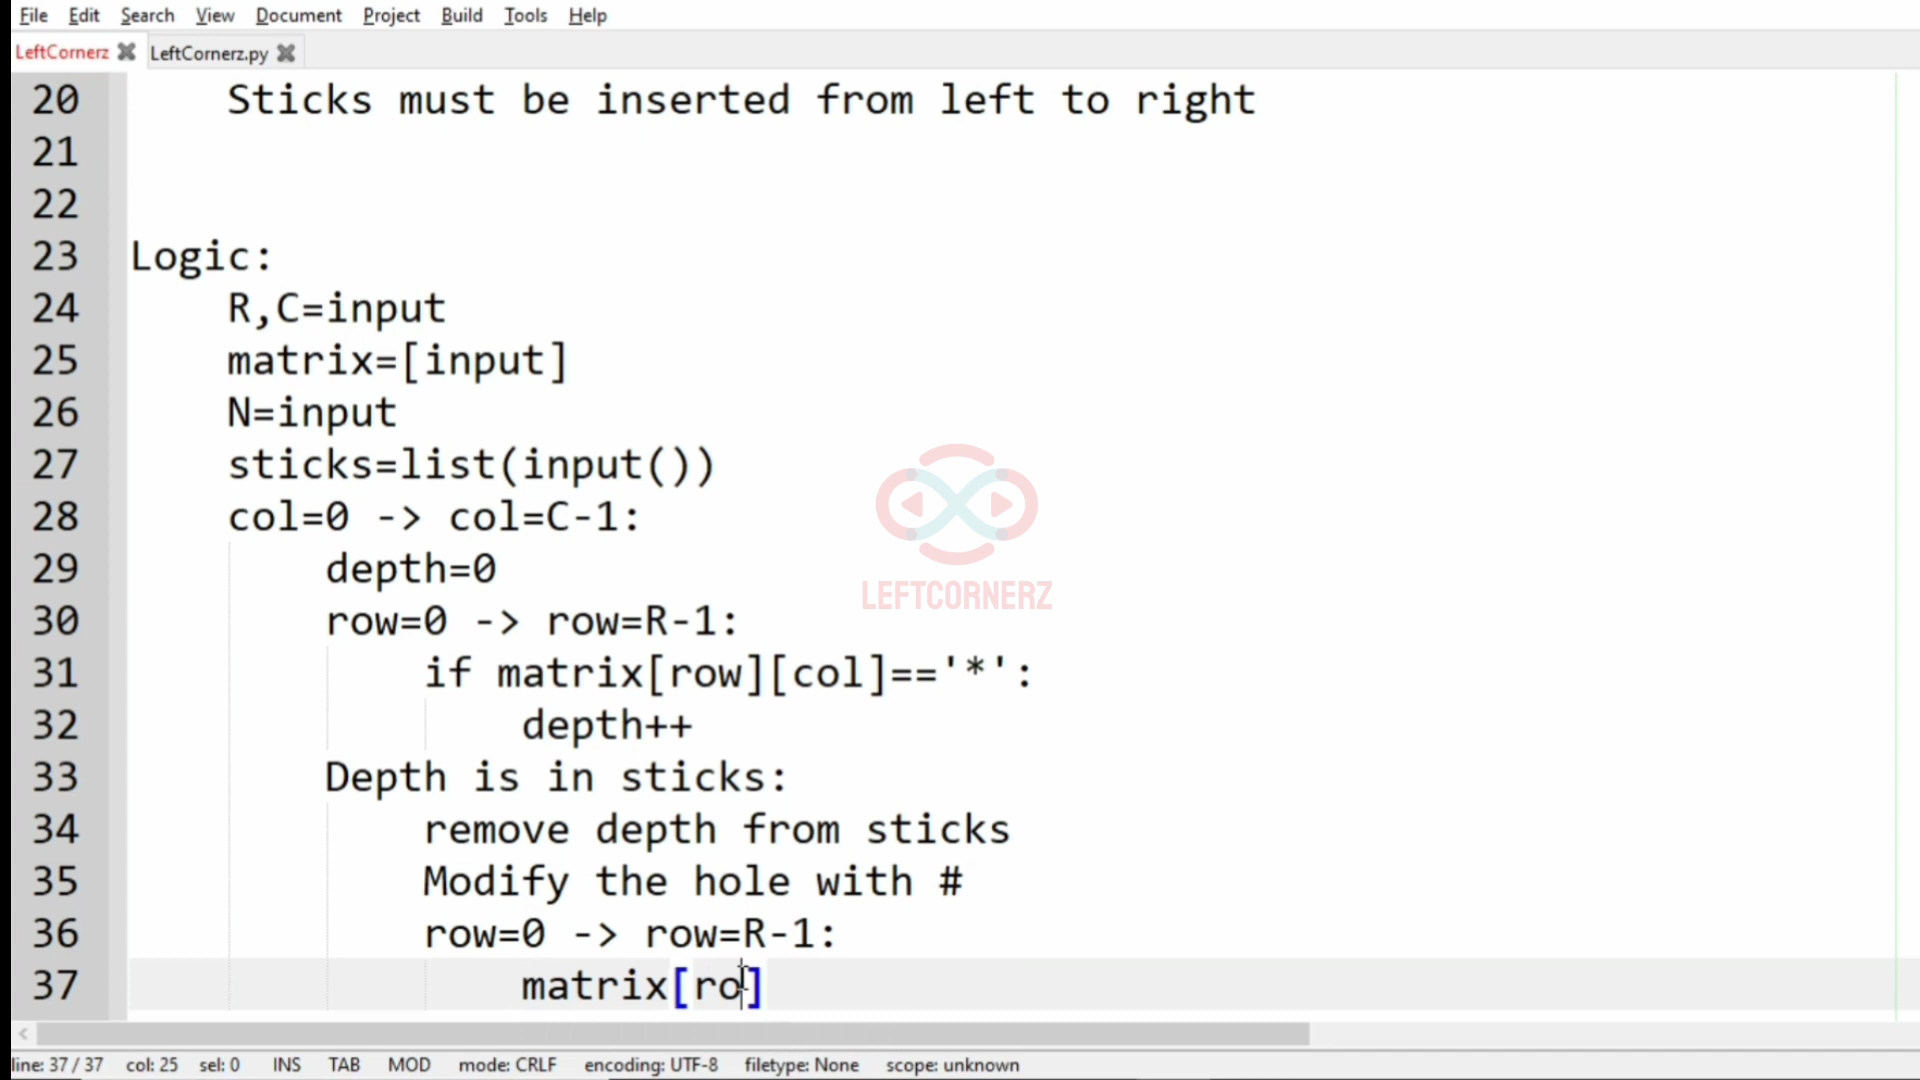 File Edit Search View Document Project Build Tools Help
LeftCornerz LeftCornerz.py
20 Sticks must be inserted from left to right
21
22
23 Logic:
24 R,C=input
25 matrix=[input]
26 N=input
27 sticks=list(input())
28 col=0 -> col=C-1:
29 depth=0
30 row=0 -> row=R-1:
31 if matrix[row][col]=='*':
32 depth++
33 Depth is in sticks:
34 remove depth from sticks
35 Modify the hole with #
36 row=0 -> row=R-1:
37 matrix[ro]
LEFTCORNERZ
line: 37 / 37 col: 25 sel: 0 INS TAB MOD mode: CRLF encoding: UTF-8 filetype: None scope: unknown